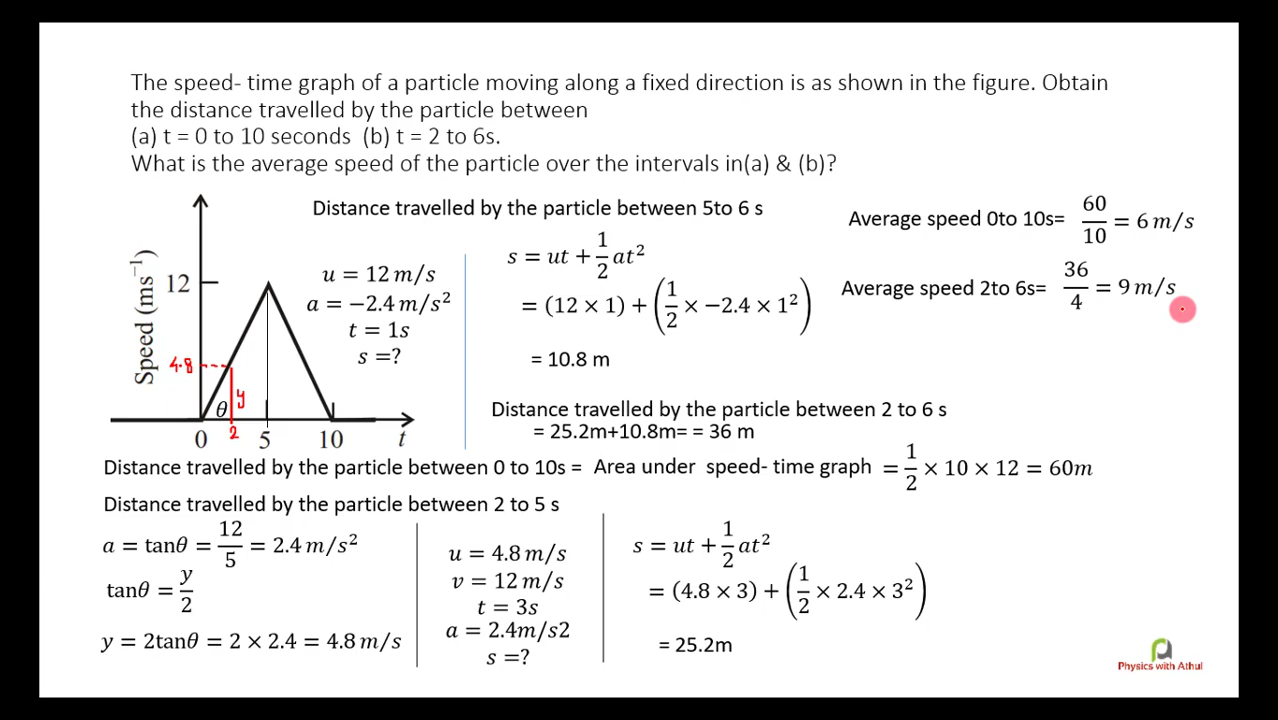 The speed- time graph of a particle moving along a fixed direction is as shown in the figure. Obtain
the distance travelled by the particle between
(a) t = 0 to 10 seconds (b) t = 2 to 6s.
What is the average speed of the particle over the intervals in(a) & (b)?
Speed (ms⁻¹)
12
4.8
θ
y
0
2
5
10
t
Distance travelled by the particle between 5to 6 s
u = 12 m/s
a = −2.4 m/s²
t = 1s
s =?
s = ut + 1/2 at²
= (12 × 1) + (1/2 × −2.4 × 1²)
= 10.8 m
Average speed 0to 10s= 60/10 = 6 m/s
Average speed 2to 6s= 36/4 = 9 m/s
Distance travelled by the particle between 2 to 6 s
= 25.2m+10.8m= = 36 m
Distance travelled by the particle between 0 to 10s = Area under speed- time graph = 1/2 × 10 × 12 = 60m
Distance travelled by the particle between 2 to 5 s
a = tanθ = 12/5 = 2.4 m/s²
tanθ = y/2
y = 2tanθ = 2 × 2.4 = 4.8 m/s
u = 4.8 m/s
v = 12 m/s
t = 3s
a = 2.4m/s2
s =?
s = ut + 1/2 at²
= (4.8 × 3) + (1/2 × 2.4 × 3²)
= 25.2m
Physics with Athul